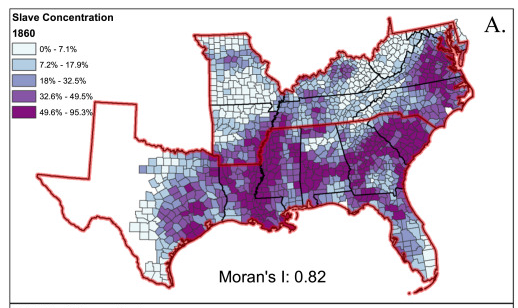 Slave Concentration
1860
0% - 7.1%
7.2% - 17.9%
18% - 32.5%
32.6% - 49.5%
49.6% - 95.3%
A.
Moran's I: 0.82